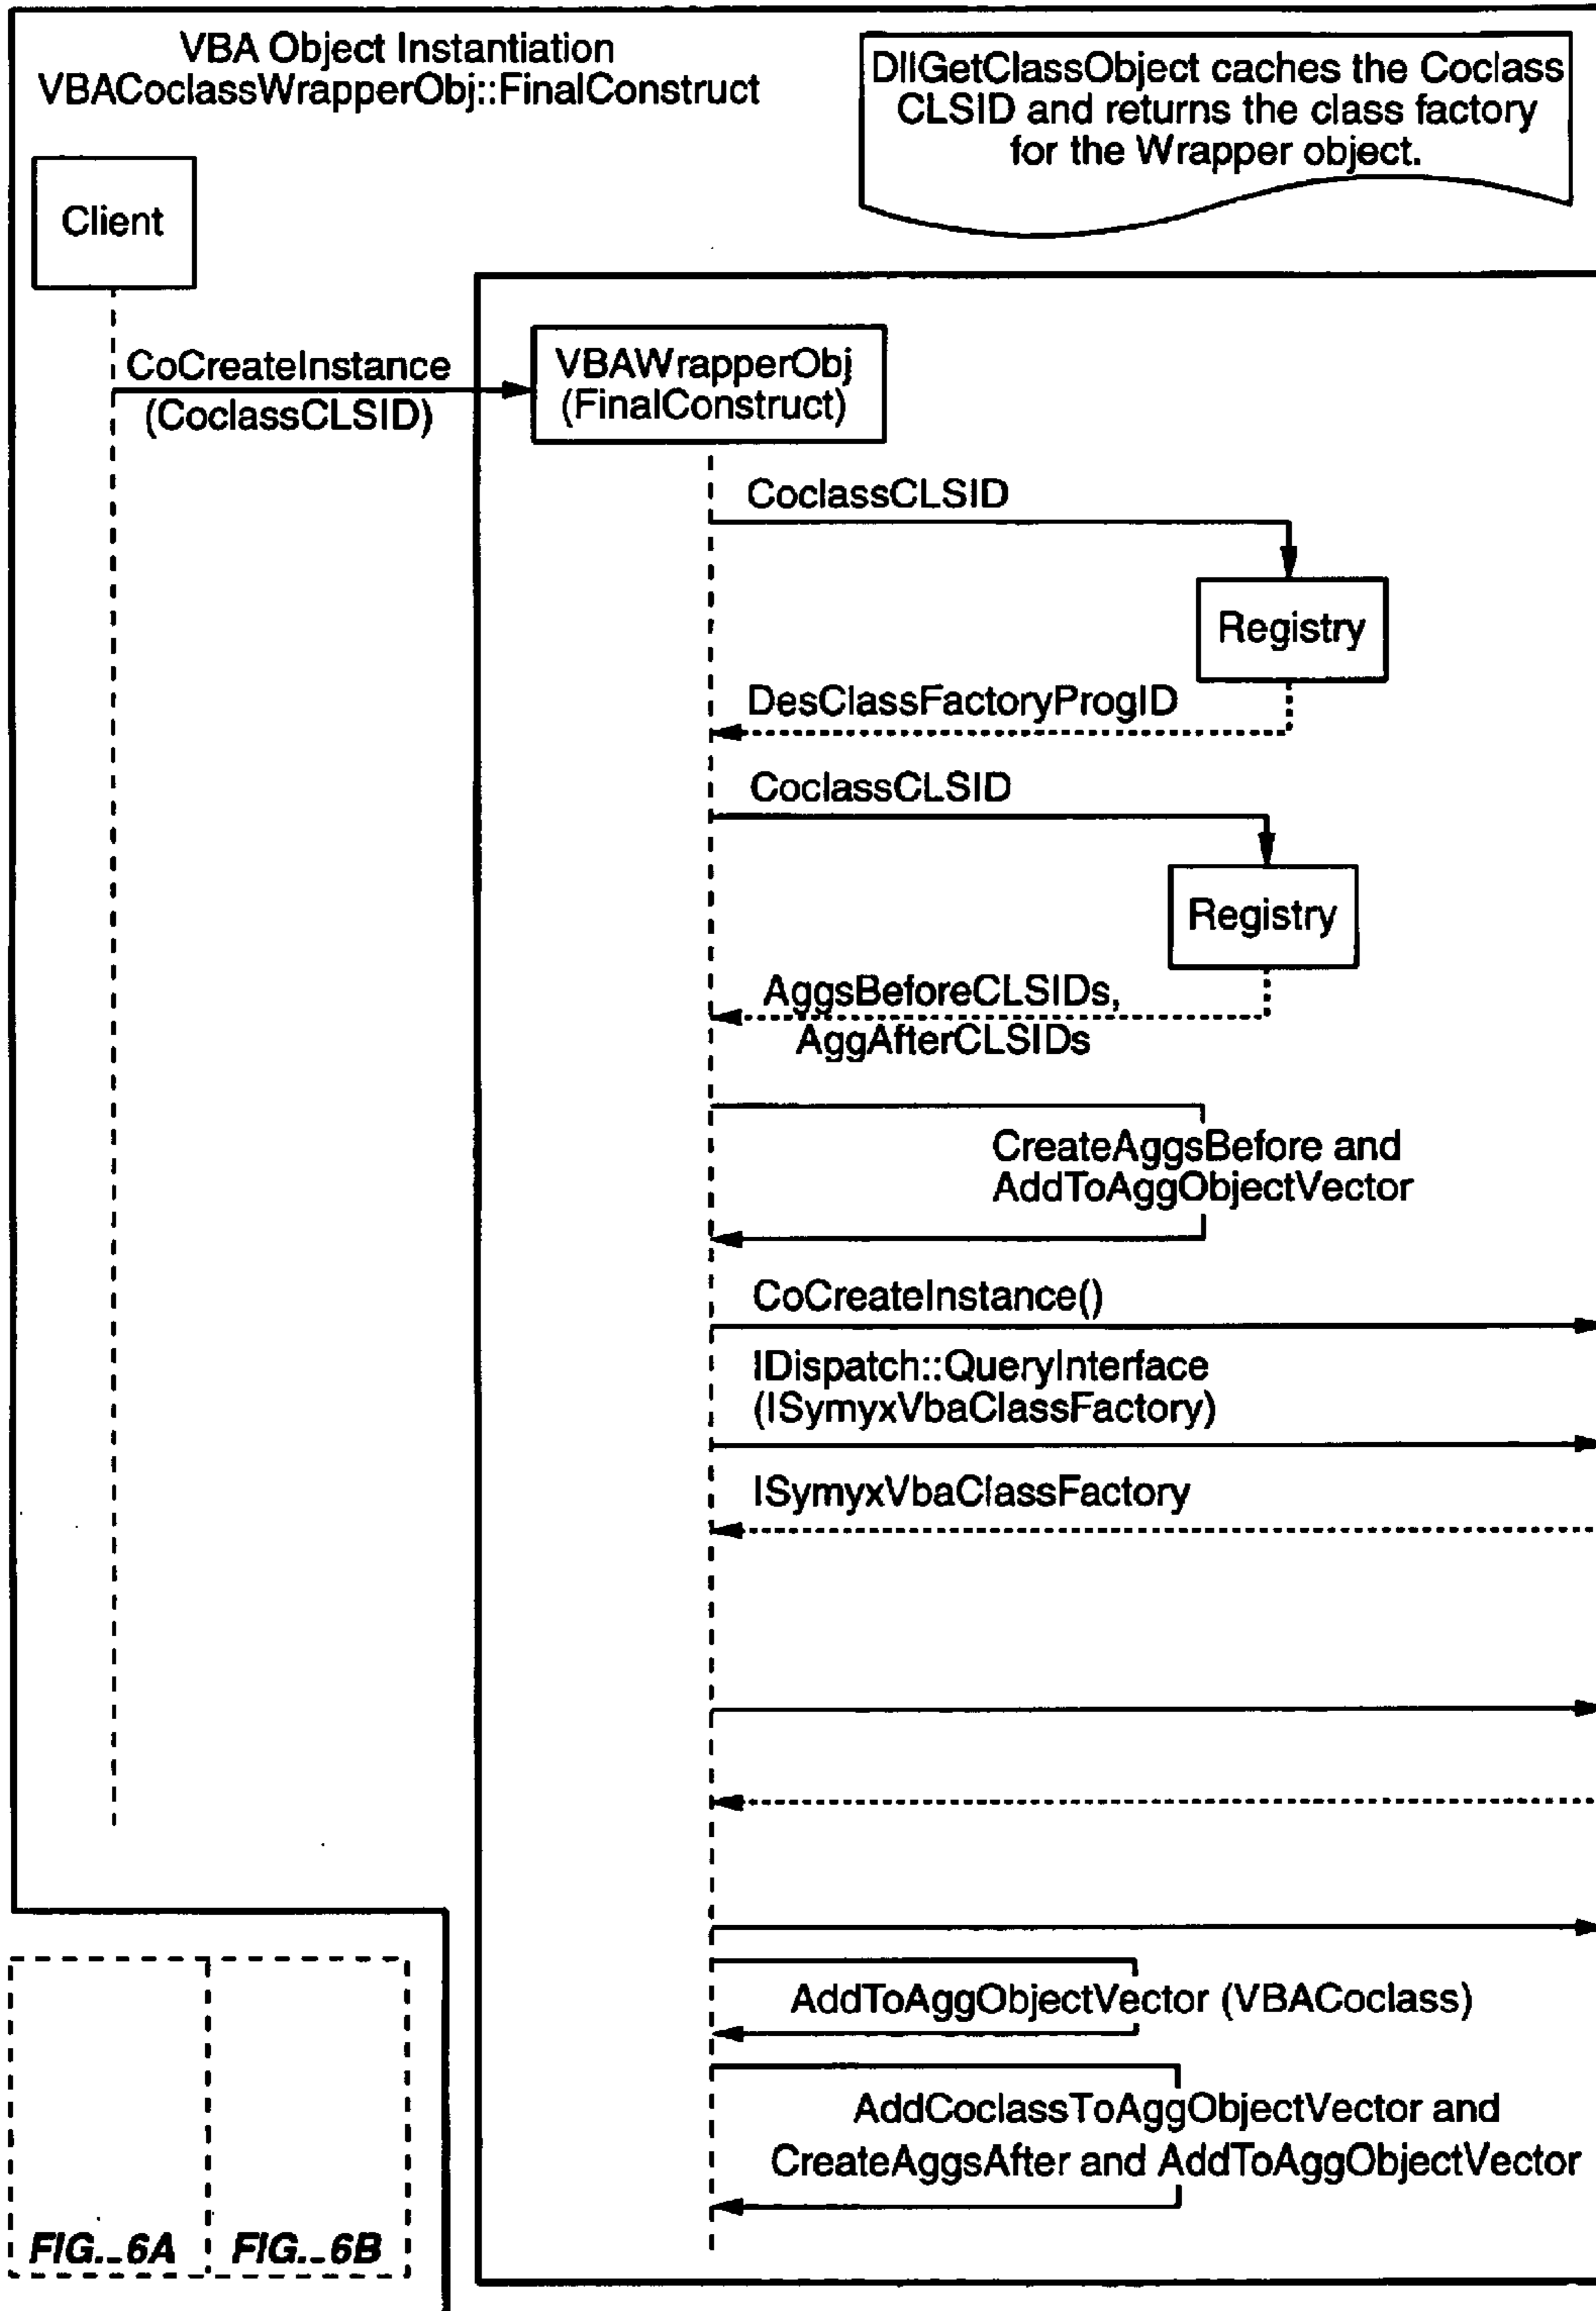 VBA Object Instantiation
VBACoclassWrapperObj::FinalConstruct
DllGetClassObject caches the Coclass
CLSID and returns the class factory
for the Wrapper object.
Client
CoCreateInstance
(CoclassCLSID)
VBAWrapperObj
(FinalConstruct)
CoclassCLSID
Registry
DesClassFactoryProgID
CoclassCLSID
Registry
AggsBeforeCLSIDs,
AggAfterCLSIDs
CreateAggsBefore and
AddToAggObjectVector
CoCreateInstance()
IDispatch::QueryInterface
(ISymyxVbaClassFactory)
ISymyxVbaClassFactory
AddToAggObjectVector (VBACoclass)
AddCoclassToAggObjectVector and
CreateAggsAfter and AddToAggObjectVector
FIG._6A FIG._6B